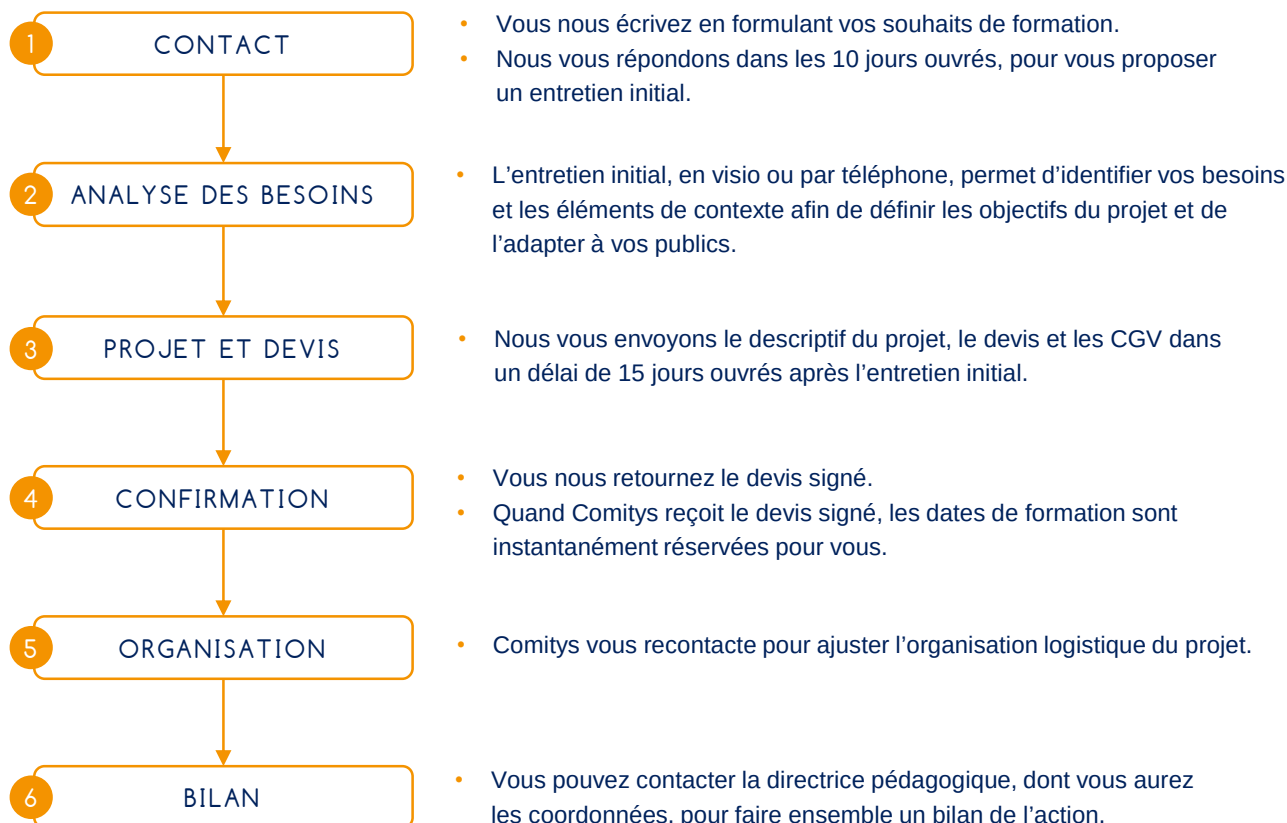 1 CONTACT
• Vous nous écrivez en formulant vos souhaits de formation.
• Nous vous répondons dans les 10 jours ouvrés, pour vous proposer
un entretien initial.
2 ANALYSE DES BESOINS
• L’entretien initial, en visio ou par téléphone, permet d’identifier vos besoins
et les éléments de contexte afin de définir les objectifs du projet et de
l’adapter à vos publics.
3 PROJET ET DEVIS
• Nous vous envoyons le descriptif du projet, le devis et les CGV dans
un délai de 15 jours ouvrés après l’entretien initial.
4 CONFIRMATION
• Vous nous retournez le devis signé.
• Quand Comitys reçoit le devis signé, les dates de formation sont
instantanément réservées pour vous.
5 ORGANISATION
• Comitys vous recontacte pour ajuster l’organisation logistique du projet.
6 BILAN
• Vous pouvez contacter la directrice pédagogique, dont vous aurez
les coordonnées, pour faire ensemble un bilan de l’action.